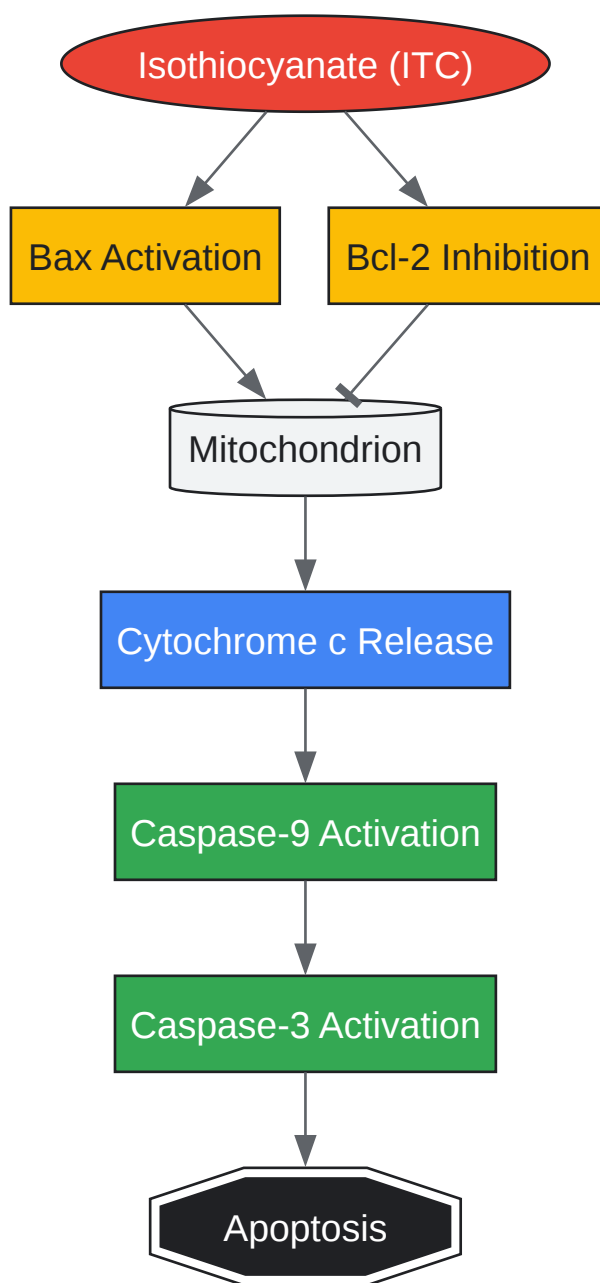 Isothiocyanate (ITC)
Bax Activation
Bcl-2 Inhibition
Mitochondrion
Cytochrome c Release
Caspase-9 Activation
Caspase-3 Activation
Apoptosis